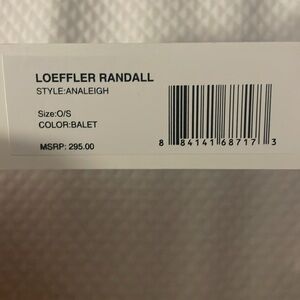 LOEFFLER RANDALL
STYLE:ANALEIGH
Size:O/S
COLOR:BALET
MSRP: 295.00
8 84141 68717 3